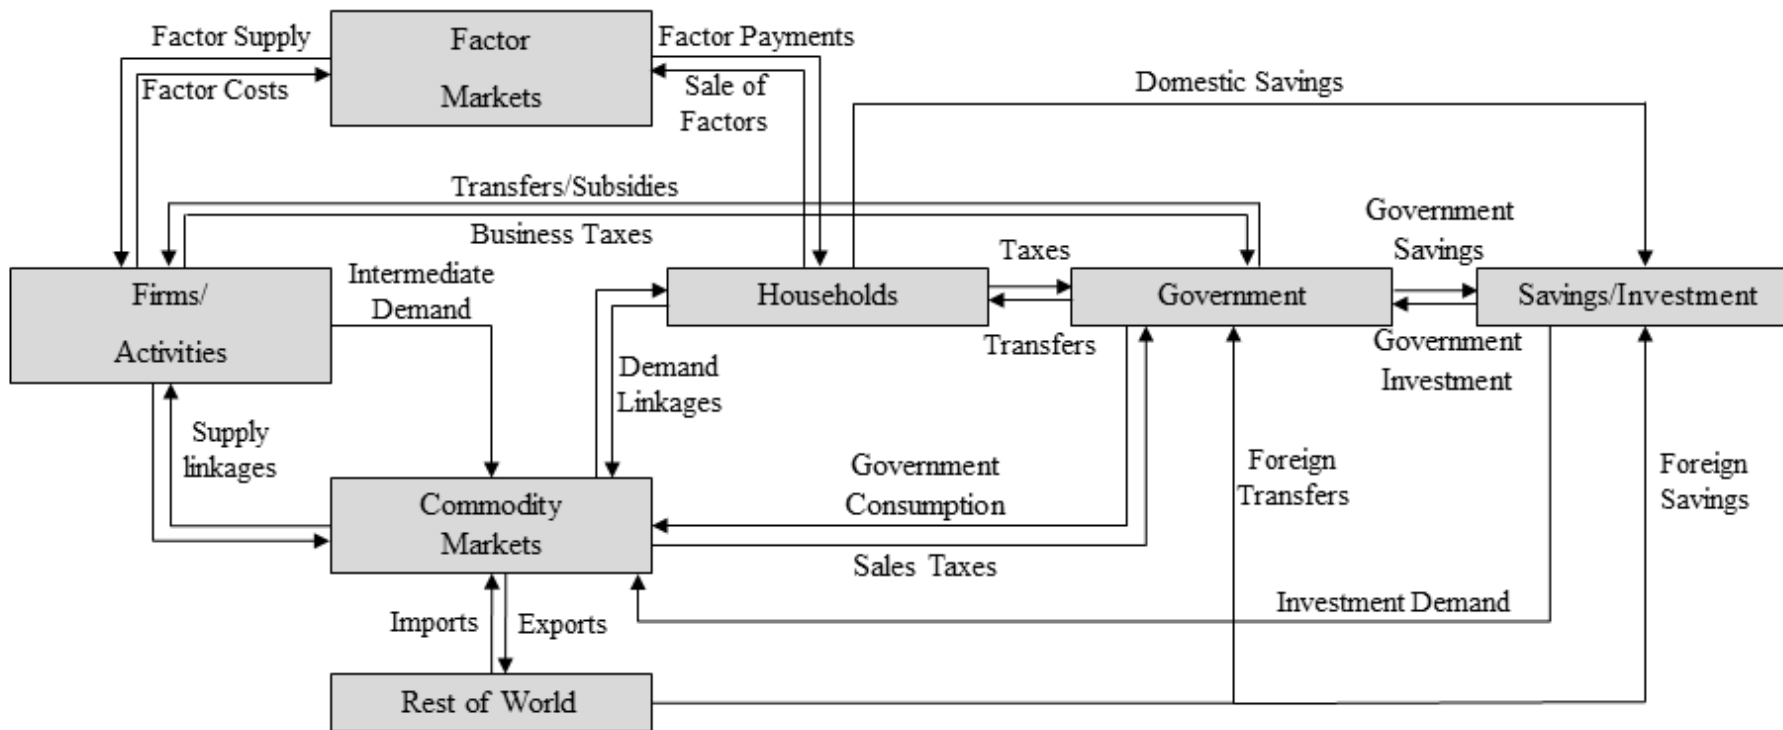 Factor Supply
Factor
Markets
Factor Payments
Factor Costs
Sale of
Factors
Domestic Savings
Transfers/Subsidies
Business Taxes
Government
Savings
Taxes
Intermediate
Demand
Firms/
Activities
Households
Government
Savings/Investment
Transfers
Government
Investment
Demand
Linkages
Supply
linkages
Government
Consumption
Foreign
Transfers
Foreign
Savings
Commodity
Markets
Sales Taxes
Investment Demand
Imports
Exports
Rest of World